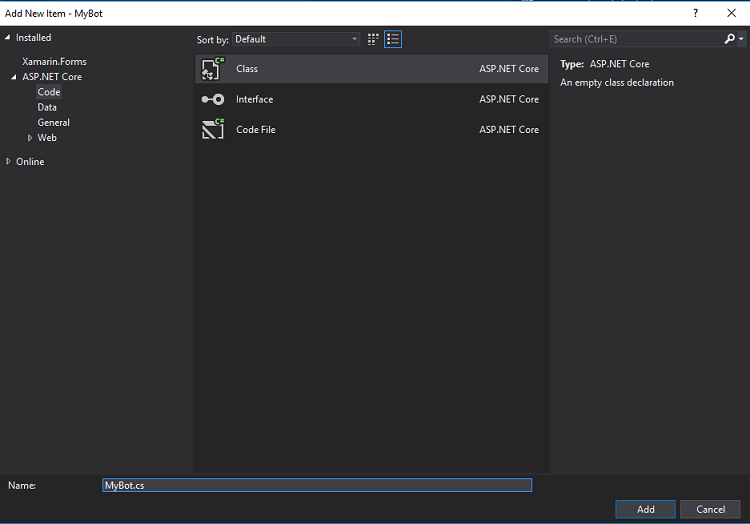 Add New Item - MyBot
? 
Installed
Sort by: Default
Search (Ctrl+E)
Xamarin.Forms
ASP.NET Core
Code
Data
General
Web
Online
C# Class ASP.NET Core
Interface ASP.NET Core
C# Code File ASP.NET Core
Type: ASP.NET Core
An empty class declaration
Name: MyBot.cs
Add Cancel